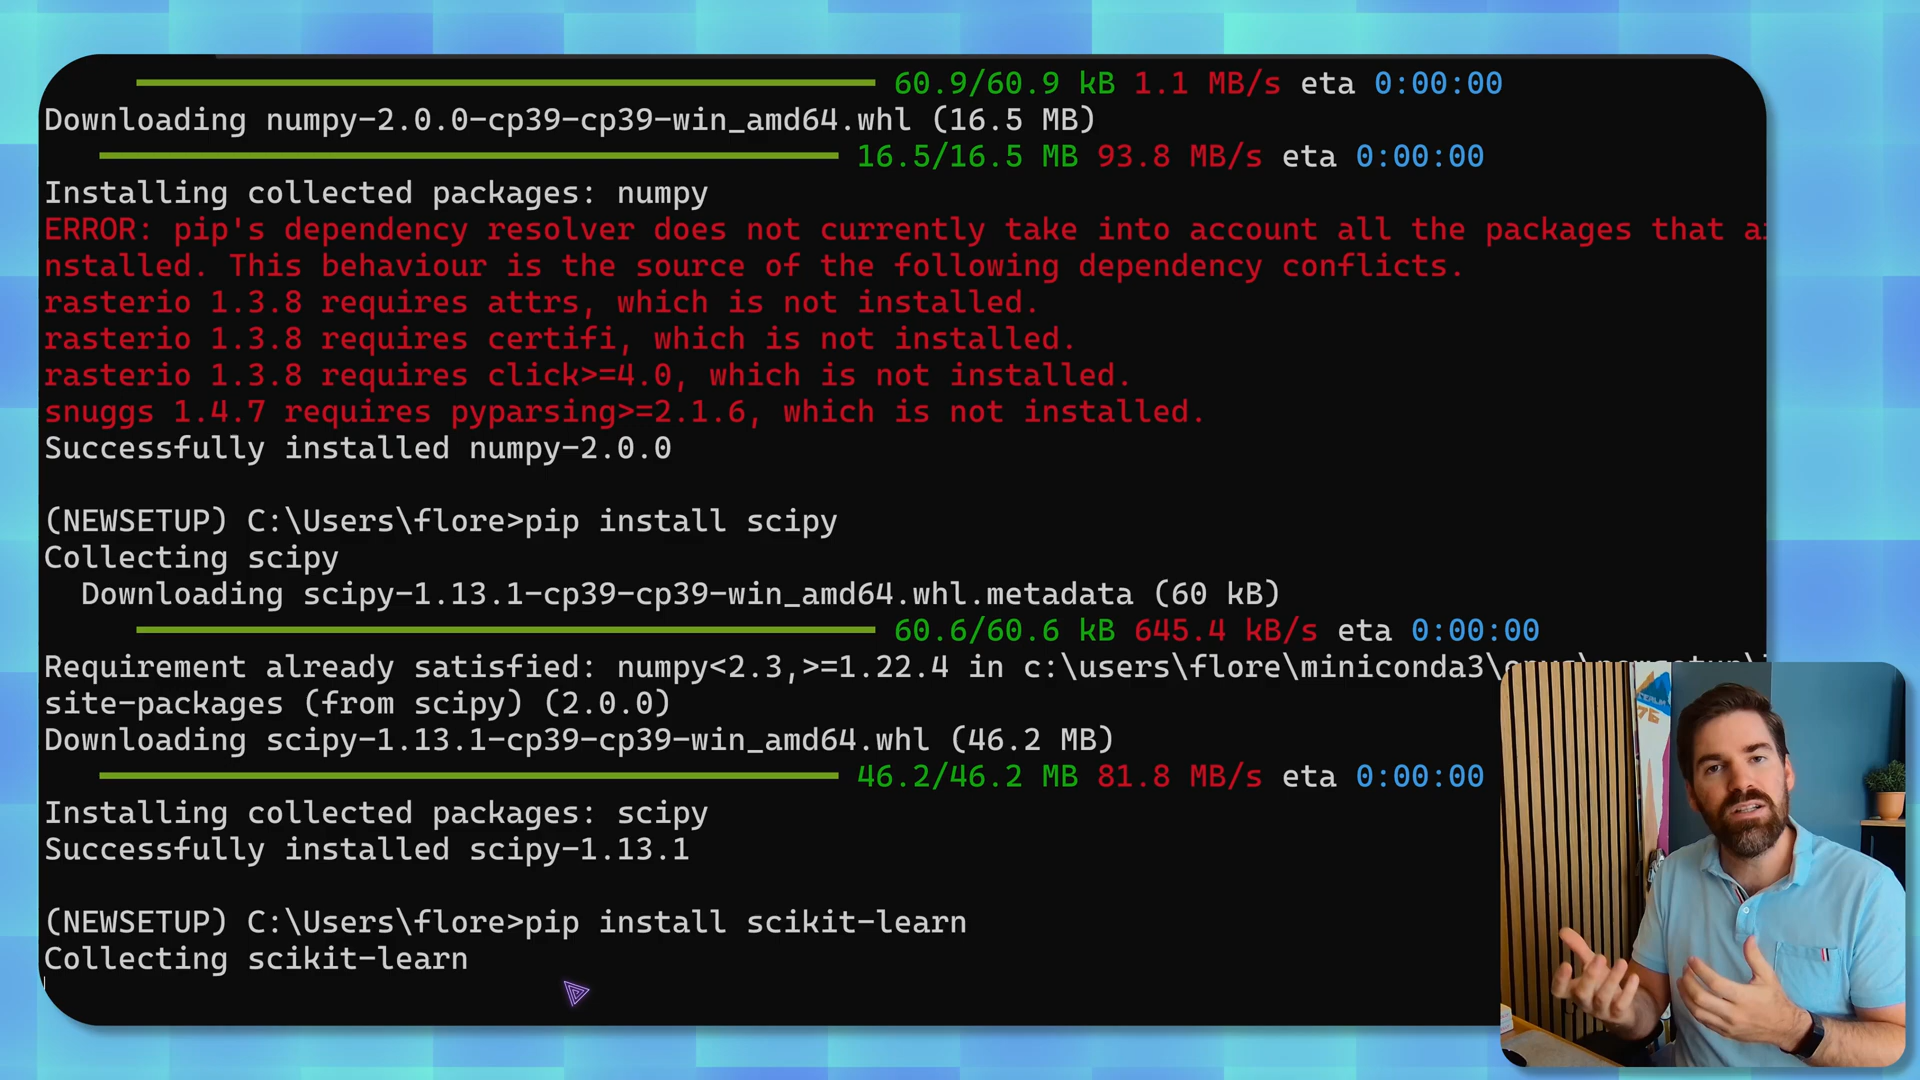 60.9/60.9 kB 1.1 MB/s eta 0:00:00
Downloading numpy-2.0.0-cp39-cp39-win_amd64.whl (16.5 MB)
16.5/16.5 MB 93.8 MB/s eta 0:00:00
Installing collected packages: numpy
ERROR: pip's dependency resolver does not currently take into account all the packages that
nstalled. This behaviour is the source of the following dependency conflicts.
rasterio 1.3.8 requires attrs, which is not installed.
rasterio 1.3.8 requires certifi, which is not installed.
rasterio 1.3.8 requires click>=4.0, which is not installed.
snuggs 1.4.7 requires pyparsing>=2.1.6, which is not installed.
Successfully installed numpy-2.0.0
(NEWSETUP) C:\Users\flore>pip install scipy
Collecting scipy
Downloading scipy-1.13.1-cp39-cp39-win_amd64.whl.metadata (60 kB)
60.6/60.6 kB 645.4 kB/s eta 0:00:00
Requirement already satisfied: numpy<2.3,>=1.22.4 in c:\users\flore\miniconda3\
site-packages (from scipy) (2.0.0)
Downloading scipy-1.13.1-cp39-cp39-win_amd64.whl (46.2 MB)
46.2/46.2 MB 81.8 MB/s eta 0:00:00
Installing collected packages: scipy
Successfully installed scipy-1.13.1
(NEWSETUP) C:\Users\flore>pip install scikit-learn
Collecting scikit-learn